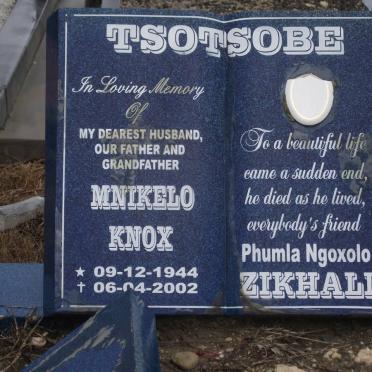 TSOTSOBE
In Loving Memory
Of
MY DEAREST HUSBAND,
OUR FATHER AND
GRANDFATHER
MNIKELO
KNOX
★ 09-12-1944
✝ 06-04-2002
To a beautiful life
came a sudden end,
he died as he lived,
everybody's friend
Phumla Ngoxolo
ZIKHALI